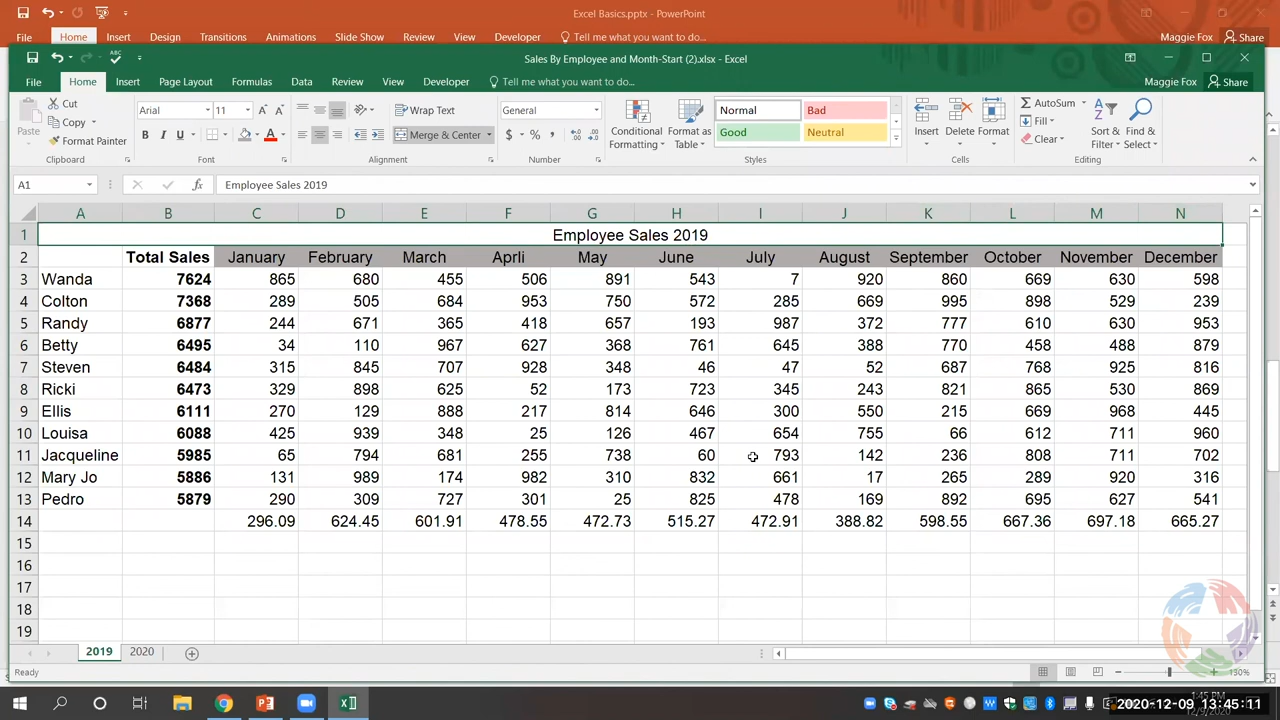 Excel Basics.pptx - PowerPoint
File Home Insert Design Transitions Animations Slide Show Review View Developer Tell me what you want to do... Maggie Fox Share
Sales By Employee and Month-Start (2).xlsx - Excel
File Home Insert Page Layout Formulas Data Review View Developer Tell me what you want to do... Maggie Fox Share
Paste Cut Copy Format Painter Clipboard
Arial 11 B I U Font
Wrap Text Merge & Center Alignment
General $ % , Number
Conditional Formatting Format as Table Normal Bad Good Neutral Styles
Insert Delete Format Cells
AutoSum Fill Clear Sort & Filter Find & Select Editing
A1 fx Employee Sales 2019
A B C D E F G H I J K L M N
1 Employee Sales 2019
2 Total Sales January February March Aprli May June July August September October November December
3 Wanda 7624 865 680 455 506 891 543 7 920 860 669 630 598
4 Colton 7368 289 505 684 953 750 572 285 669 995 898 529 239
5 Randy 6877 244 671 365 418 657 193 987 372 777 610 630 953
6 Betty 6495 34 110 967 627 368 761 645 388 770 458 488 879
7 Steven 6484 315 845 707 928 348 46 47 52 687 768 925 816
8 Ricki 6473 329 898 625 52 173 723 345 243 821 865 530 869
9 Ellis 6111 270 129 888 217 814 646 300 550 215 669 968 445
10 Louisa 6088 425 939 348 25 126 467 654 755 66 612 711 960
11 Jacqueline 5985 65 794 681 255 738 60 793 142 236 808 711 702
12 Mary Jo 5886 131 989 174 982 310 832 661 17 265 289 920 316
13 Pedro 5879 290 309 727 301 25 825 478 169 892 695 627 541
14 296.09 624.45 601.91 478.55 472.73 515.27 472.91 388.82 598.55 667.36 697.18 665.27
15
16
17
18
19
2019 2020
Ready 130%
1:45 PM
2020-12-09 13:45:11
12/9/2020